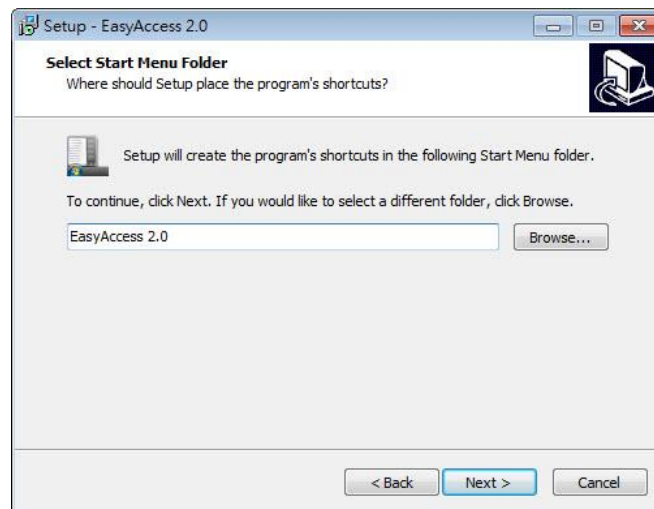 Setup - EasyAccess 2.0
Select Start Menu Folder
Where should Setup place the program's shortcuts?
Setup will create the program's shortcuts in the following Start Menu folder.
To continue, click Next. If you would like to select a different folder, click Browse.
EasyAccess 2.0
Browse...
< Back
Next >
Cancel